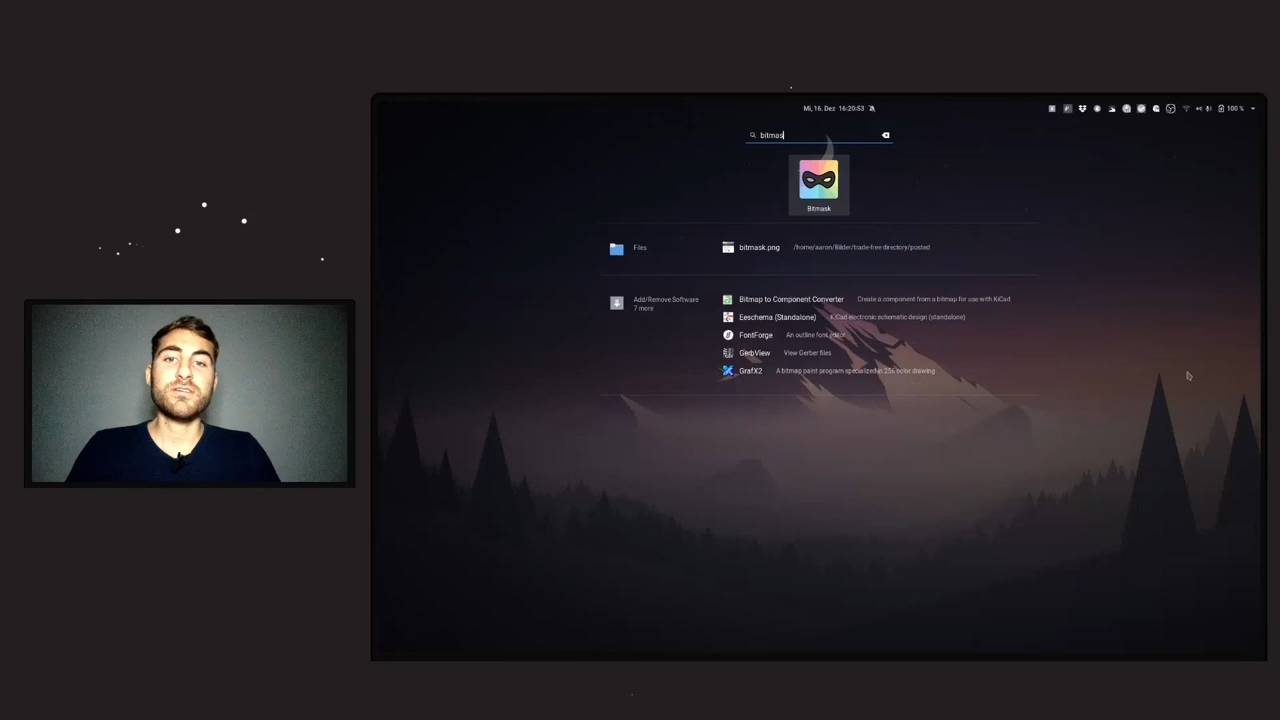 Mi, 16. Dez 16:20:53
100 %
bitmas
Bitmask
Files
bitmask.png /home/aaron/Bilder/trade-free directory/posted
Add/Remove Software
7 more
Bitmap to Component Converter Create a component from a bitmap for use with KiCad
Eeschema (Standalone) KiCad electronic schematic design (standalone)
FontForge An outline font editor
GerbView View Gerber files
GrafX2 A bitmap paint program specialized in 256 color drawing